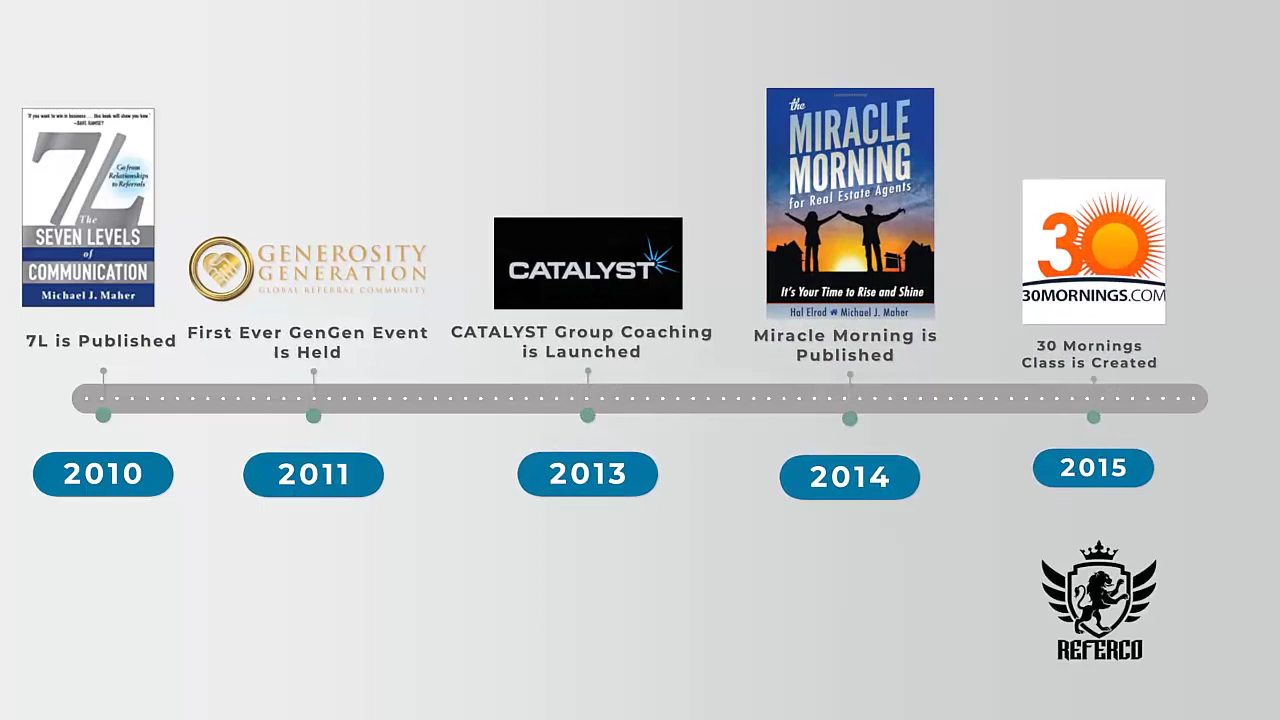 "If you want to win in business . . . this book will show you how."
—DAVE RAMSEY
7L
Go from
Relationships
to Referrals
The
SEVEN LEVELS
of
COMMUNICATION
Michael J. Maher
7L is Published
GENEROSITY
GENERATION
GLOBAL REFERRAL COMMUNITY
First Ever GenGen Event
Is Held
CATALYST
CATALYST Group Coaching
is Launched
the
MIRACLE
MORNING
for Real Estate Agents
It's Your Time to Rise and Shine
Hal Elrod Michael J. Maher
Miracle Morning is
Published
30
30MORNINGS.COM
30 Mornings
Class is Created
2010
2011
2013
2014
2015
REFERCO